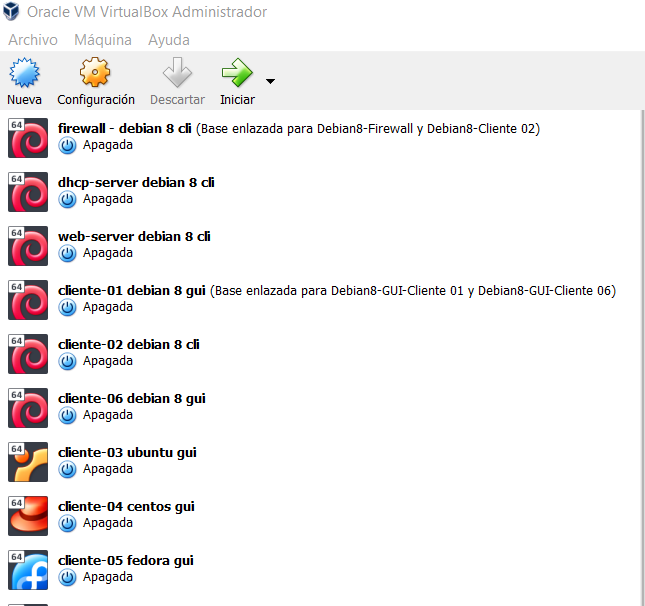 Oracle VM VirtualBox Administrador
Archivo Máquina Ayuda
Nueva Configuración Descartar Iniciar
64 firewall - debian 8 cli (Base enlazada para Debian8-Firewall y Debian8-Cliente 02)
Apagada
64 dhcp-server debian 8 cli
Apagada
64 web-server debian 8 cli
Apagada
64 cliente-01 debian 8 gui (Base enlazada para Debian8-GUI-Cliente 01 y Debian8-GUI-Cliente 06)
Apagada
64 cliente-02 debian 8 cli
Apagada
64 cliente-06 debian 8 gui
Apagada
64 cliente-03 ubuntu gui
Apagada
64 cliente-04 centos gui
Apagada
64 cliente-05 fedora gui
Apagada